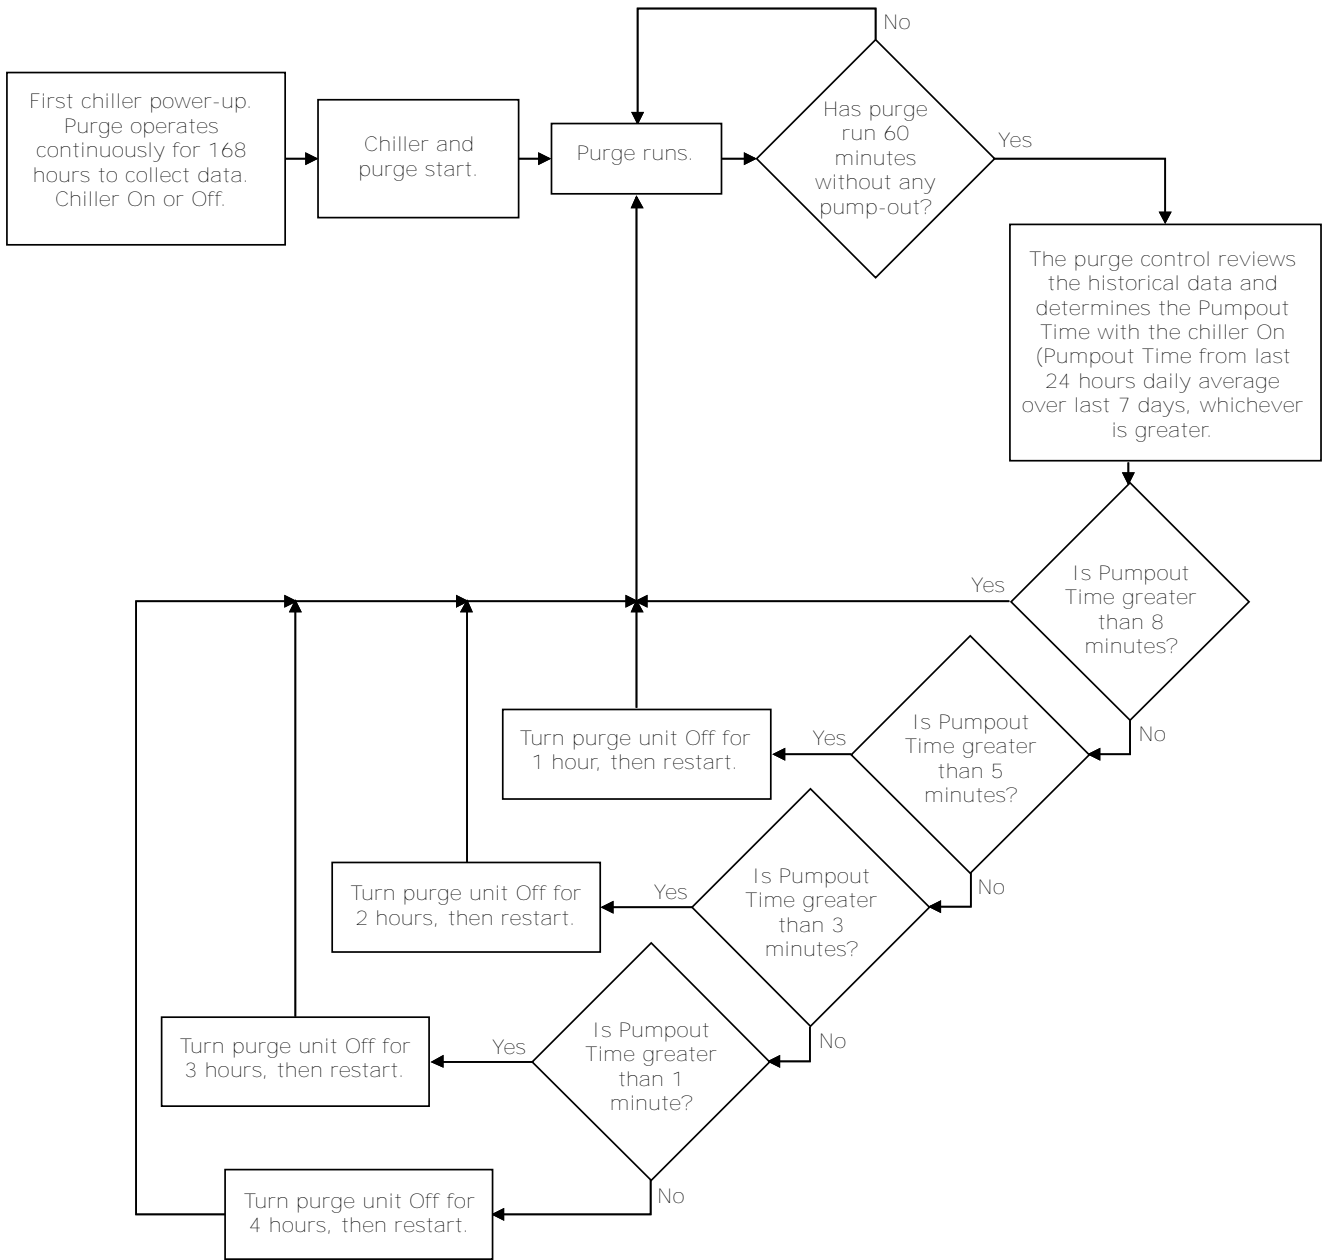 No
First chiller power-up.
Purge operates
continuously for 168
hours to collect data.
Chiller On or Off.
Chiller and
purge start.
Purge runs.
Has purge
run 60
minutes
without any
pump-out?
Yes
The purge control reviews
the historical data and
determines the Pumpout
Time with the chiller On
(Pumpout Time from last
24 hours daily average
over last 7 days, whichever
is greater.
Is Pumpout
Time greater
than 8
minutes?
Yes
No
Is Pumpout
Time greater
than 5
minutes?
Yes
Turn purge unit Off for
1 hour, then restart.
No
Is Pumpout
Time greater
than 3
minutes?
Yes
Turn purge unit Off for
2 hours, then restart.
No
Is Pumpout
Time greater
than 1
minute?
Yes
Turn purge unit Off for
3 hours, then restart.
No
Turn purge unit Off for
4 hours, then restart.